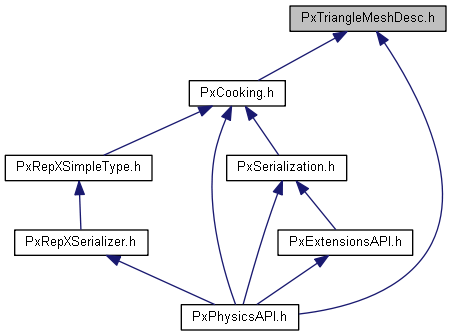 PxTriangleMeshDesc.h
PxCooking.h
PxRepXSimpleType.h
PxSerialization.h
PxRepXSerializer.h
PxExtensionsAPI.h
PxPhysicsAPI.h